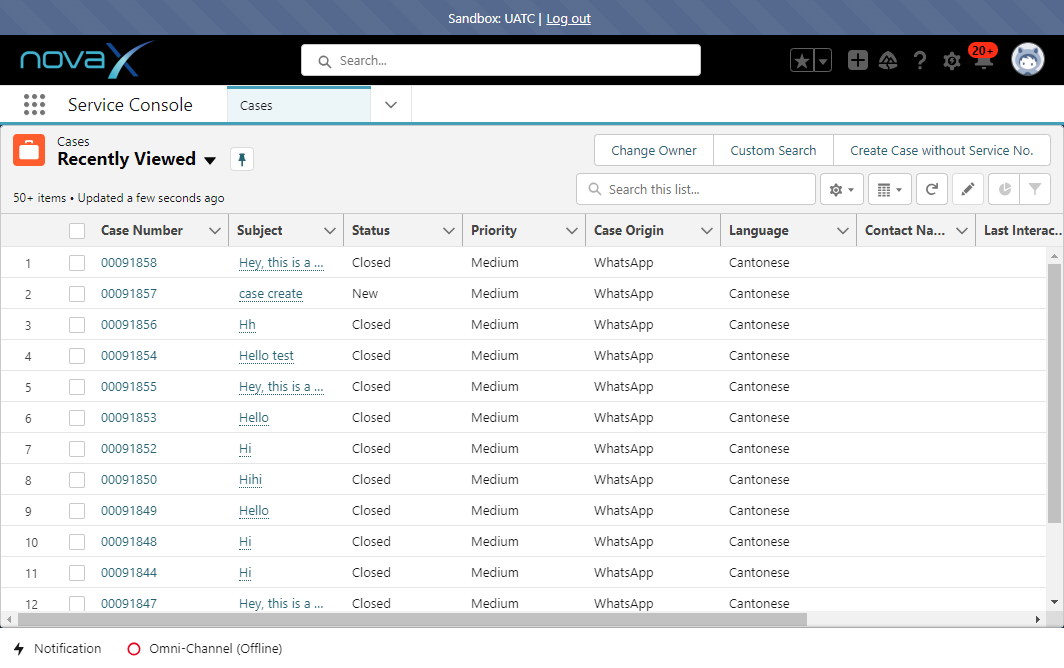 Sandbox: UATC | Log out
novaX
Search...
20+
Service Console
Cases
Cases
Recently Viewed
Change Owner
Custom Search
Create Case without Service No.
50+ items • Updated a few seconds ago
Search this list...
Case Number Subject Status Priority Case Origin Language Contact Na... Last Interac...
1 00091858 Hey, this is a ... Closed Medium WhatsApp Cantonese
2 00091857 case create New Medium WhatsApp Cantonese
3 00091856 Hh Closed Medium WhatsApp Cantonese
4 00091854 Hello test Closed Medium WhatsApp Cantonese
5 00091855 Hey, this is a ... Closed Medium WhatsApp Cantonese
6 00091853 Hello Closed Medium WhatsApp Cantonese
7 00091852 Hi Closed Medium WhatsApp Cantonese
8 00091850 Hihi Closed Medium WhatsApp Cantonese
9 00091849 Hello Closed Medium WhatsApp Cantonese
10 00091848 Hi Closed Medium WhatsApp Cantonese
11 00091844 Hi Closed Medium WhatsApp Cantonese
12 00091847 Hey, this is a ... Closed Medium WhatsApp Cantonese
Notification
Omni-Channel (Offline)